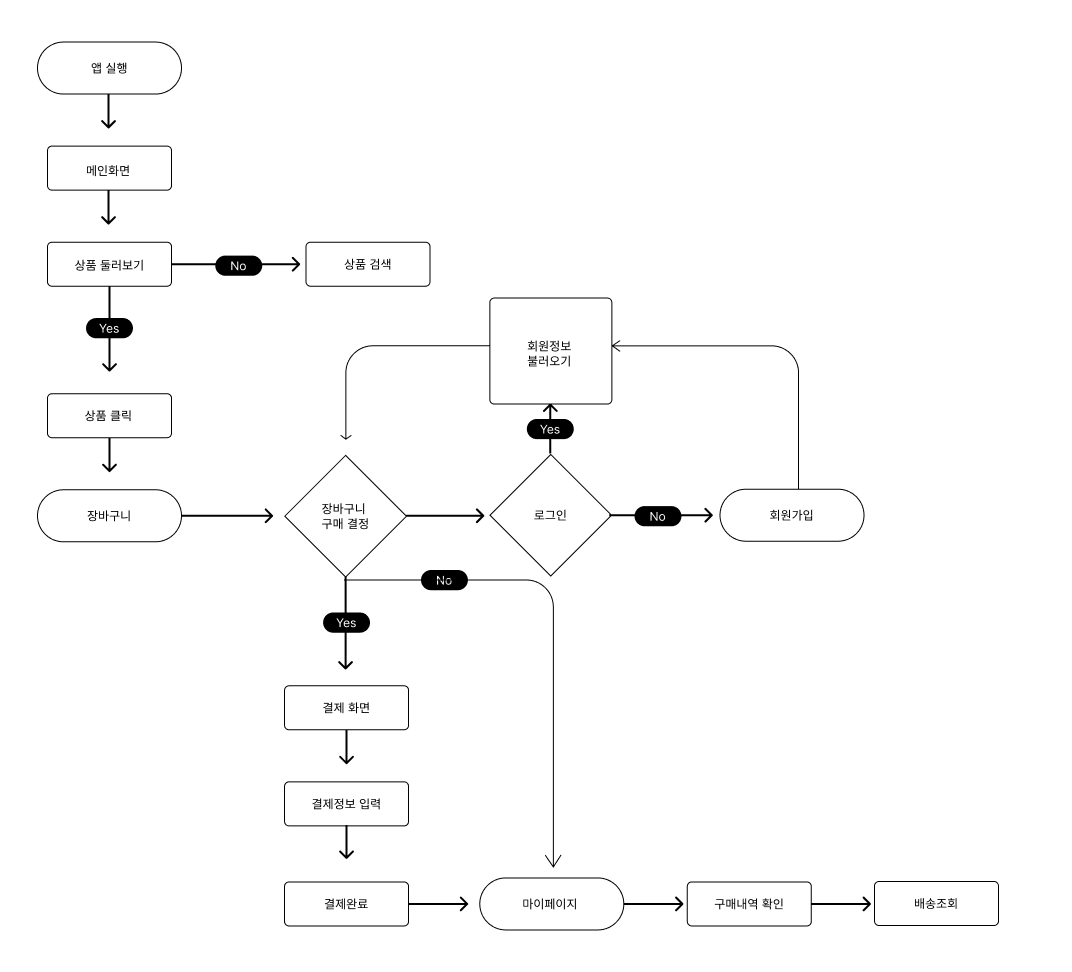 앱 실행
메인화면
상품 둘러보기
No
상품 검색
Yes
상품 클릭
회원정보
불러오기
Yes
장바구니
장바구니
구매 결정
로그인
No
회원가입
No
Yes
결제 화면
결제정보 입력
결제완료
마이페이지
구매내역 확인
배송조회